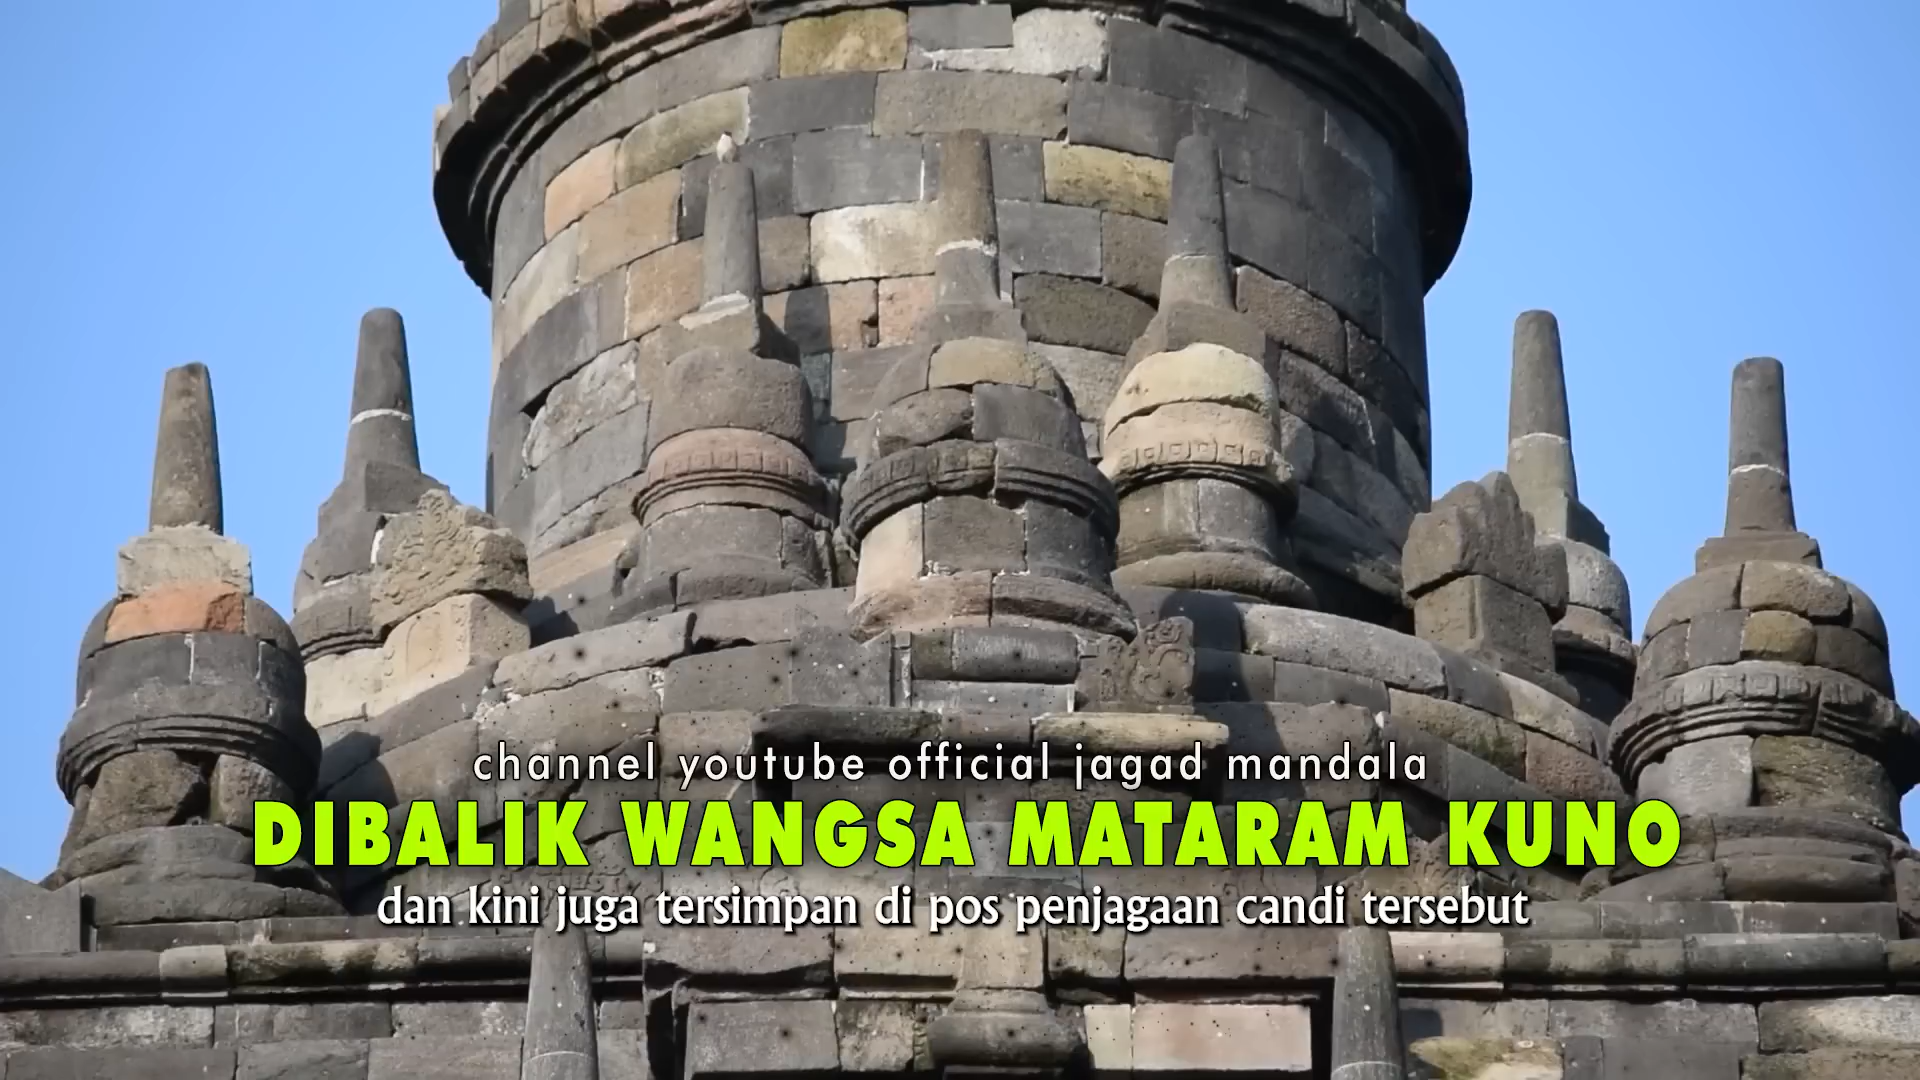 channel youtube official jagad mandala
DIBALIK WANGSA MATARAM KUNO
dan kini juga tersimpan di pos penjagaan candi tersebut